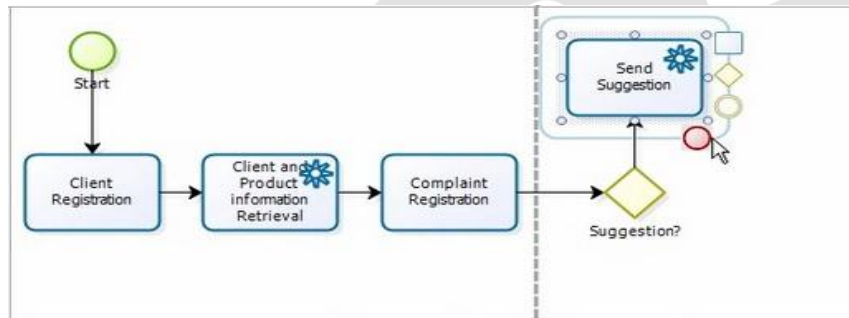 Start
Client
Registration
Client and
Product
information
Retrieval
Complaint
Registration
Send
Suggestion
Suggestion?